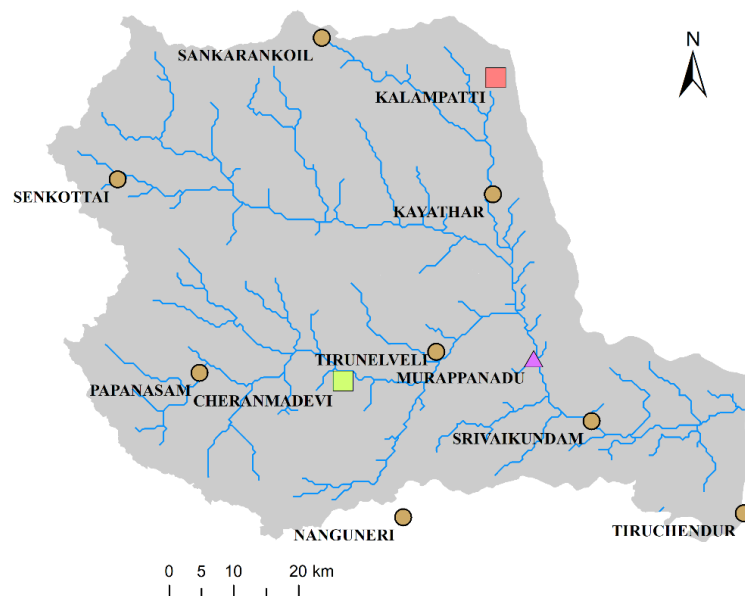 N
SANKARANKOIL
KALAMPATTI
SENKOTTAI
KAYATHAR
TIRUNELVELI
MURAPPANADU
PAPANASAM
CHERANMADEVI
SRIVAIKUNDAM
NANGUNERI
TIRUCHENDUR
0 5 10 20 km